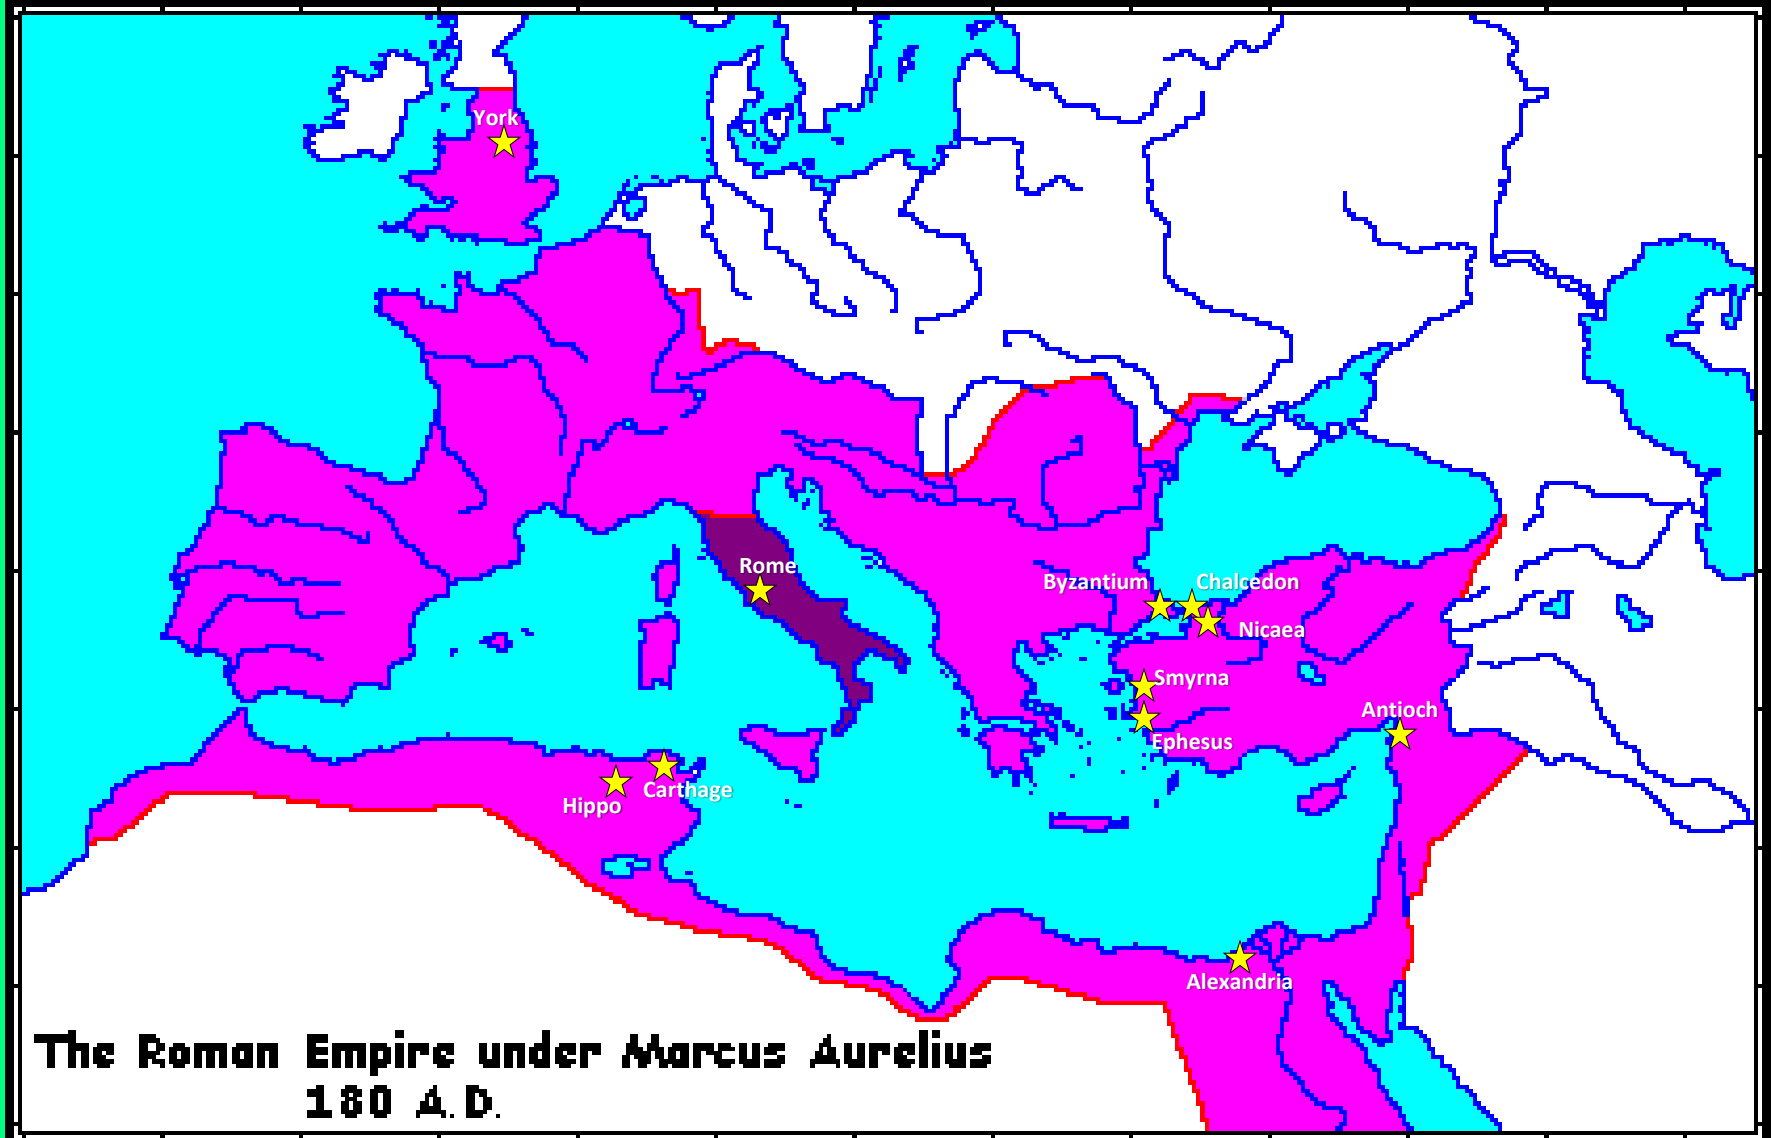 York
Rome
Byzantium
Chalcedon
Nicaea
Smyrna
Antioch
Ephesus
Carthage
Hippo
Alexandria
The Roman Empire under Marcus Aurelius
180 A.D.